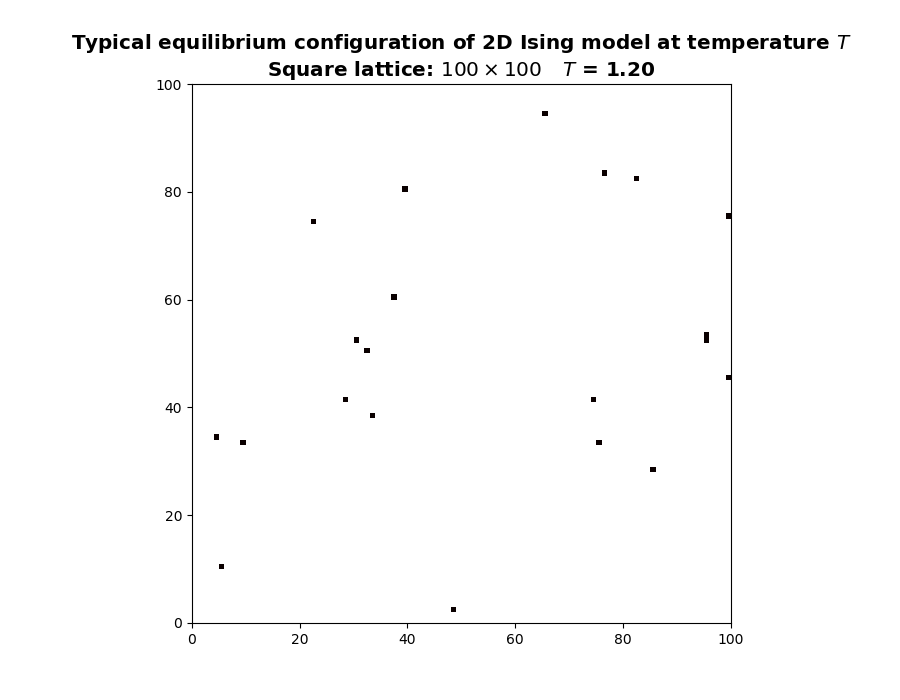 Typical equilibrium configuration of 2D Ising model at temperature T
Square lattice: 100 × 100 T = 1.20
100
80
60
40
20
0
0 20 40 60 80 100